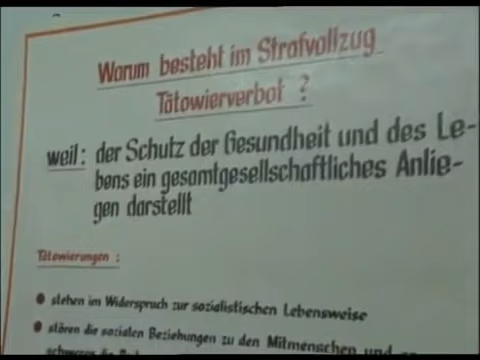 Warum besteht im Strafvollzug
Tätowierverbot ?
weil: der Schutz der Gesundheit und des Le-
bens ein gesamtgesellschaftliches Anlie-
gen darstellt
Tätowierungen :
● stehen im Widerspruch zur sozialistischen Lebensweise
● stören die sozialen Beziehungen zu den Mitmenschen und